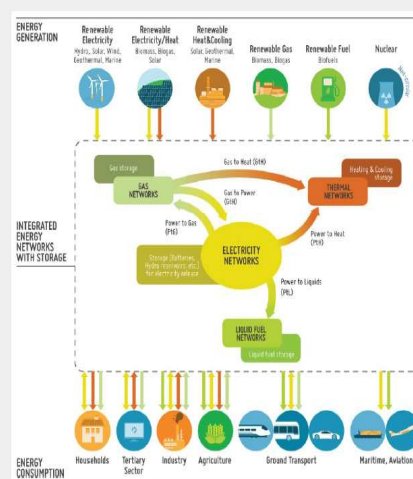 ENERGY
GENERATION
Renewable
Electricity
Hydro, Solar, Wind,
Geothermal, Marine
Renewable
Electricity/Heat
Biomass, Biogas,
Solar
Renewable
Heat&Cooling
Solar, Geothermal,
Marine
Renewable Gas
Biomass, Biogas
Renewable Fuel
Biofuels
Nuclear
INTEGRATED
ENERGY
NETWORKS
WITH STORAGE
Gas storage
GAS
NETWORKS
Gas to Heat (GtH)
Heating & Cooling
storage
THERMAL
NETWORKS
Gas to Power
Power to Gas
(PtG)
Power to Heat
(PtH)
ELECTRICITY
NETWORKS
Storage (Batteries,
Hydro reservoirs, etc.)
for electricity release
Power to Liquids
(PtL)
LIQUID FUEL
NETWORKS
Liquid fuel storage
ENERGY
CONSUMPTION
Households
Tertiary
Sector
Industry
Agriculture
Ground Transport
Maritime, Aviation